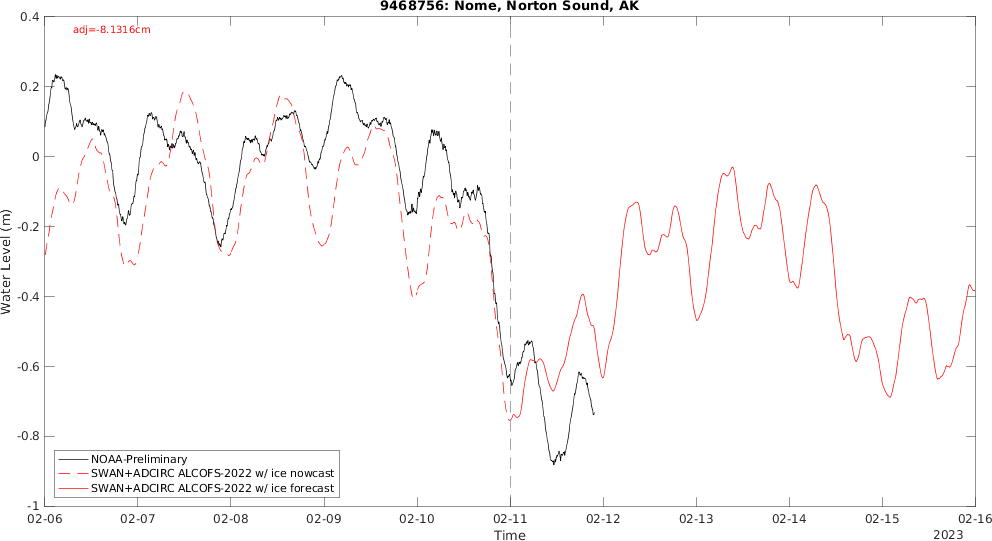 9468756: Nome, Norton Sound, AK
adj=-8.1316cm
0.4
0.2
0
-0.2
-0.4
-0.6
-0.8
-1
Water Level (m)
NOAA-Preliminary
SWAN+ADCIRC ALCOFS-2022 w/ ice nowcast
SWAN+ADCIRC ALCOFS-2022 w/ ice forecast
02-06 02-07 02-08 02-09 02-10 02-11 02-12 02-13 02-14 02-15 02-16
Time
2023